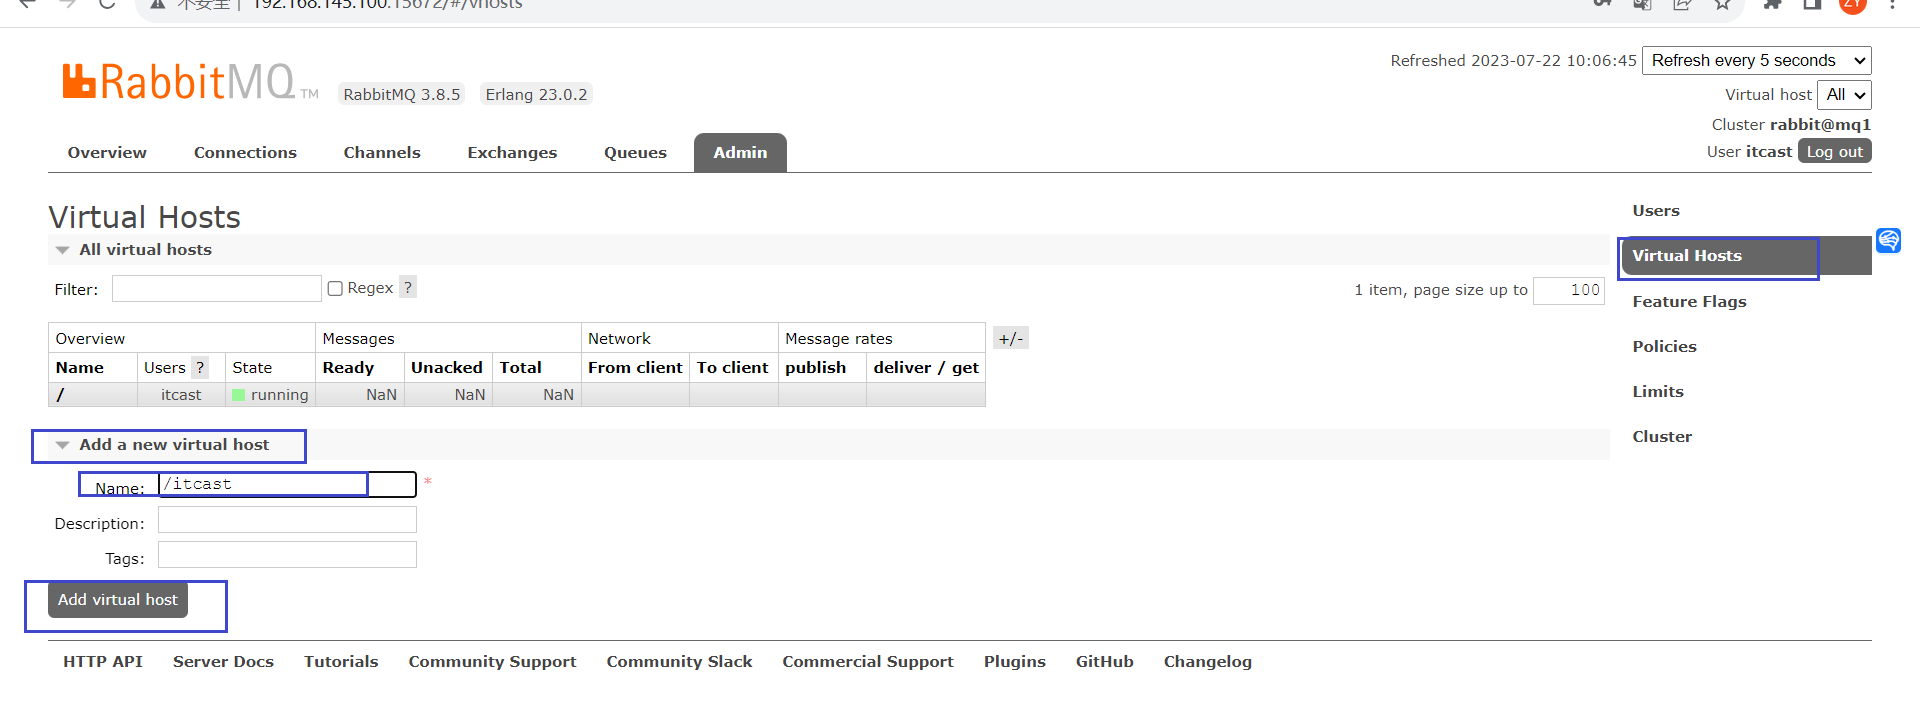 不安全 | 192.168.145.100:15672/#/vhosts
ZY
RabbitMQ TM RabbitMQ 3.8.5 Erlang 23.0.2
Refreshed 2023-07-22 10:06:45 Refresh every 5 seconds
Virtual host All
Cluster rabbit@mq1
User itcast Log out
Overview Connections Channels Exchanges Queues Admin
Virtual Hosts
All virtual hosts
Filter: Regex ? 1 item, page size up to 100
Overview Messages Network Message rates +/-
Name Users ? State Ready Unacked Total From client To client publish deliver / get
/ itcast running NaN NaN NaN
Add a new virtual host
Name: /itcast *
Description:
Tags:
Add virtual host
Users
Virtual Hosts
Feature Flags
Policies
Limits
Cluster
HTTP API Server Docs Tutorials Community Support Community Slack Commercial Support Plugins GitHub Changelog